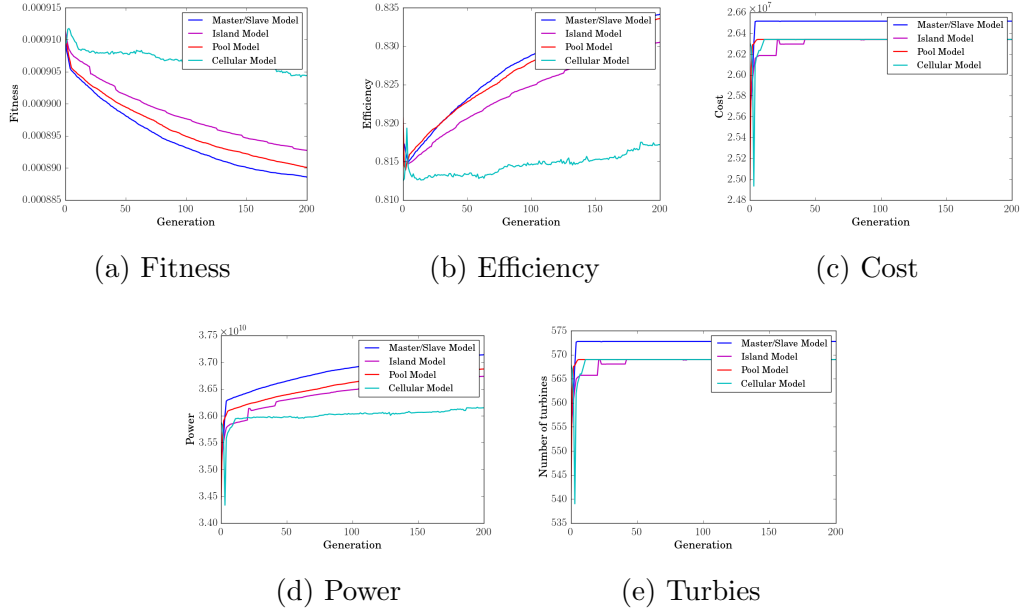 0.000915
0.000910
0.000905
0.000900
0.000895
0.000890
0.000885
Fitness
0 50 100 150 200
Generation
Master/Slave Model
Island Model
Pool Model
Cellular Model
(a) Fitness
0.835
0.830
0.825
0.820
0.815
0.810
Efficiency
0 50 100 150 200
Generation
Master/Slave Model
Island Model
Pool Model
Cellular Model
(b) Efficiency
2.66 ×10⁷
2.64
2.62
2.60
2.58
2.56
2.54
2.52
2.50
2.48
Cost
0 50 100 150 200
Generation
Master/Slave Model
Island Model
Pool Model
Cellular Model
(c) Cost
3.75 ×10¹⁰
3.70
3.65
3.60
3.55
3.50
3.45
3.40
Power
0 50 100 150 200
Generation
Master/Slave Model
Island Model
Pool Model
Cellular Model
(d) Power
575
570
565
560
555
550
545
540
535
Number of turbines
0 50 100 150 200
Generation
Master/Slave Model
Island Model
Pool Model
Cellular Model
(e) Turbies